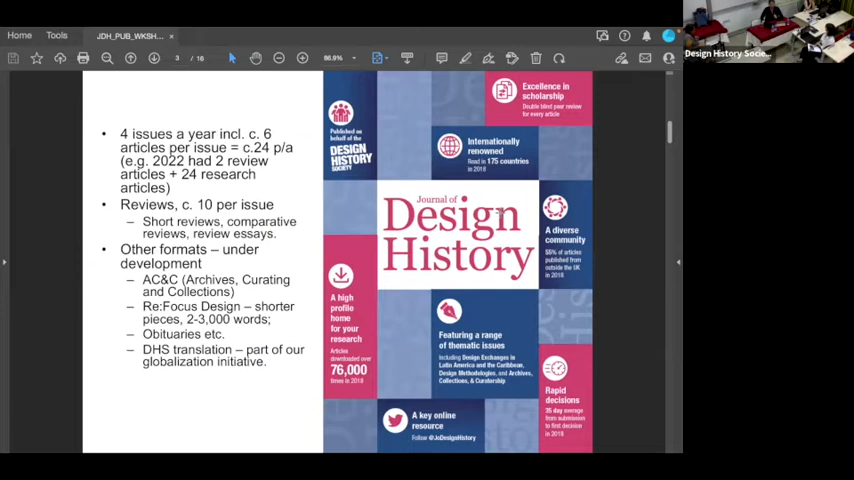 Home
Tools
JDH_PUB_WKSH...
×
3 / 16
86.9%
Design History Socie...
• 4 issues a year incl. c. 6
articles per issue = c.24 p/a
(e.g. 2022 had 2 review
articles + 24 research
articles)
• Reviews, c. 10 per issue
– Short reviews, comparative
reviews, review essays.
• Other formats – under
development
– AC&C (Archives, Curating
and Collections)
– Re:Focus Design – shorter
pieces, 2-3,000 words;
– Obituaries etc.
– DHS translation – part of our
globalization initiative.
Published on
behalf of the
DESIGN
HISTORY
SOCIETY
Excellence in
scholarship
Double blind peer review
for every article
Internationally
renowned
Read in 175 countries
in 2018
Journal of
Design
History
A diverse
community
55% of articles
published from
outside the UK
in 2018
A high
profile
home
for your
research
Articles
downloaded over
76,000
times in 2018
Featuring a range
of thematic issues
Including Design Exchanges in
Latin America and the Caribbean,
Design Methodologies, and Archives,
Collections, & Curatorship
Rapid
decisions
35 day average
from submission
to first decision
in 2018
A key online
resource
Follow @JoDesignHistory